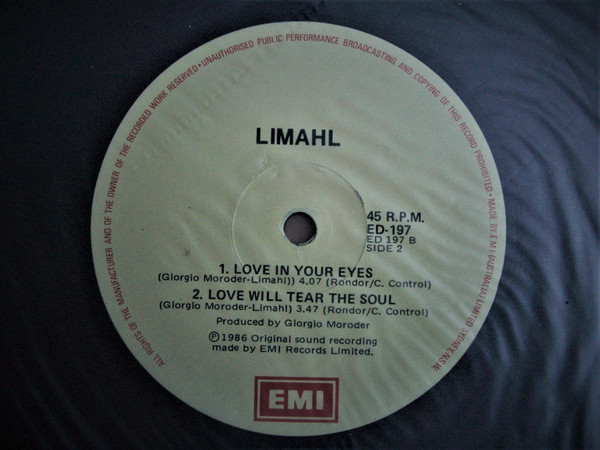 ALL RIGHTS OF THE MANUFACTURER AND OF THE OWNER OF THE RECORDED WORK RESERVED•UNAUTHORISED PUBLIC PERFORMANCE BROADCASTING AND COPYING OF THIS RECORD PROHIBITED•MADE BY E M I (AUSTRALIA) LIMITED SYDNEY.N.S.W.
LIMAHL
45 R.P.M.
ED-197
ED 197 B
SIDE 2
1. LOVE IN YOUR EYES
(Giorgio Moroder-Limahl)) 4.07 (Rondor/C. Control)
2. LOVE WILL TEAR THE SOUL
(Giorgio Moroder-Limahl) 3.47 (Rondor/C. Control)
Produced by Giorgio Moroder
Ⓟ1986 Original sound recording
made by EMI Records Limited.
EMI